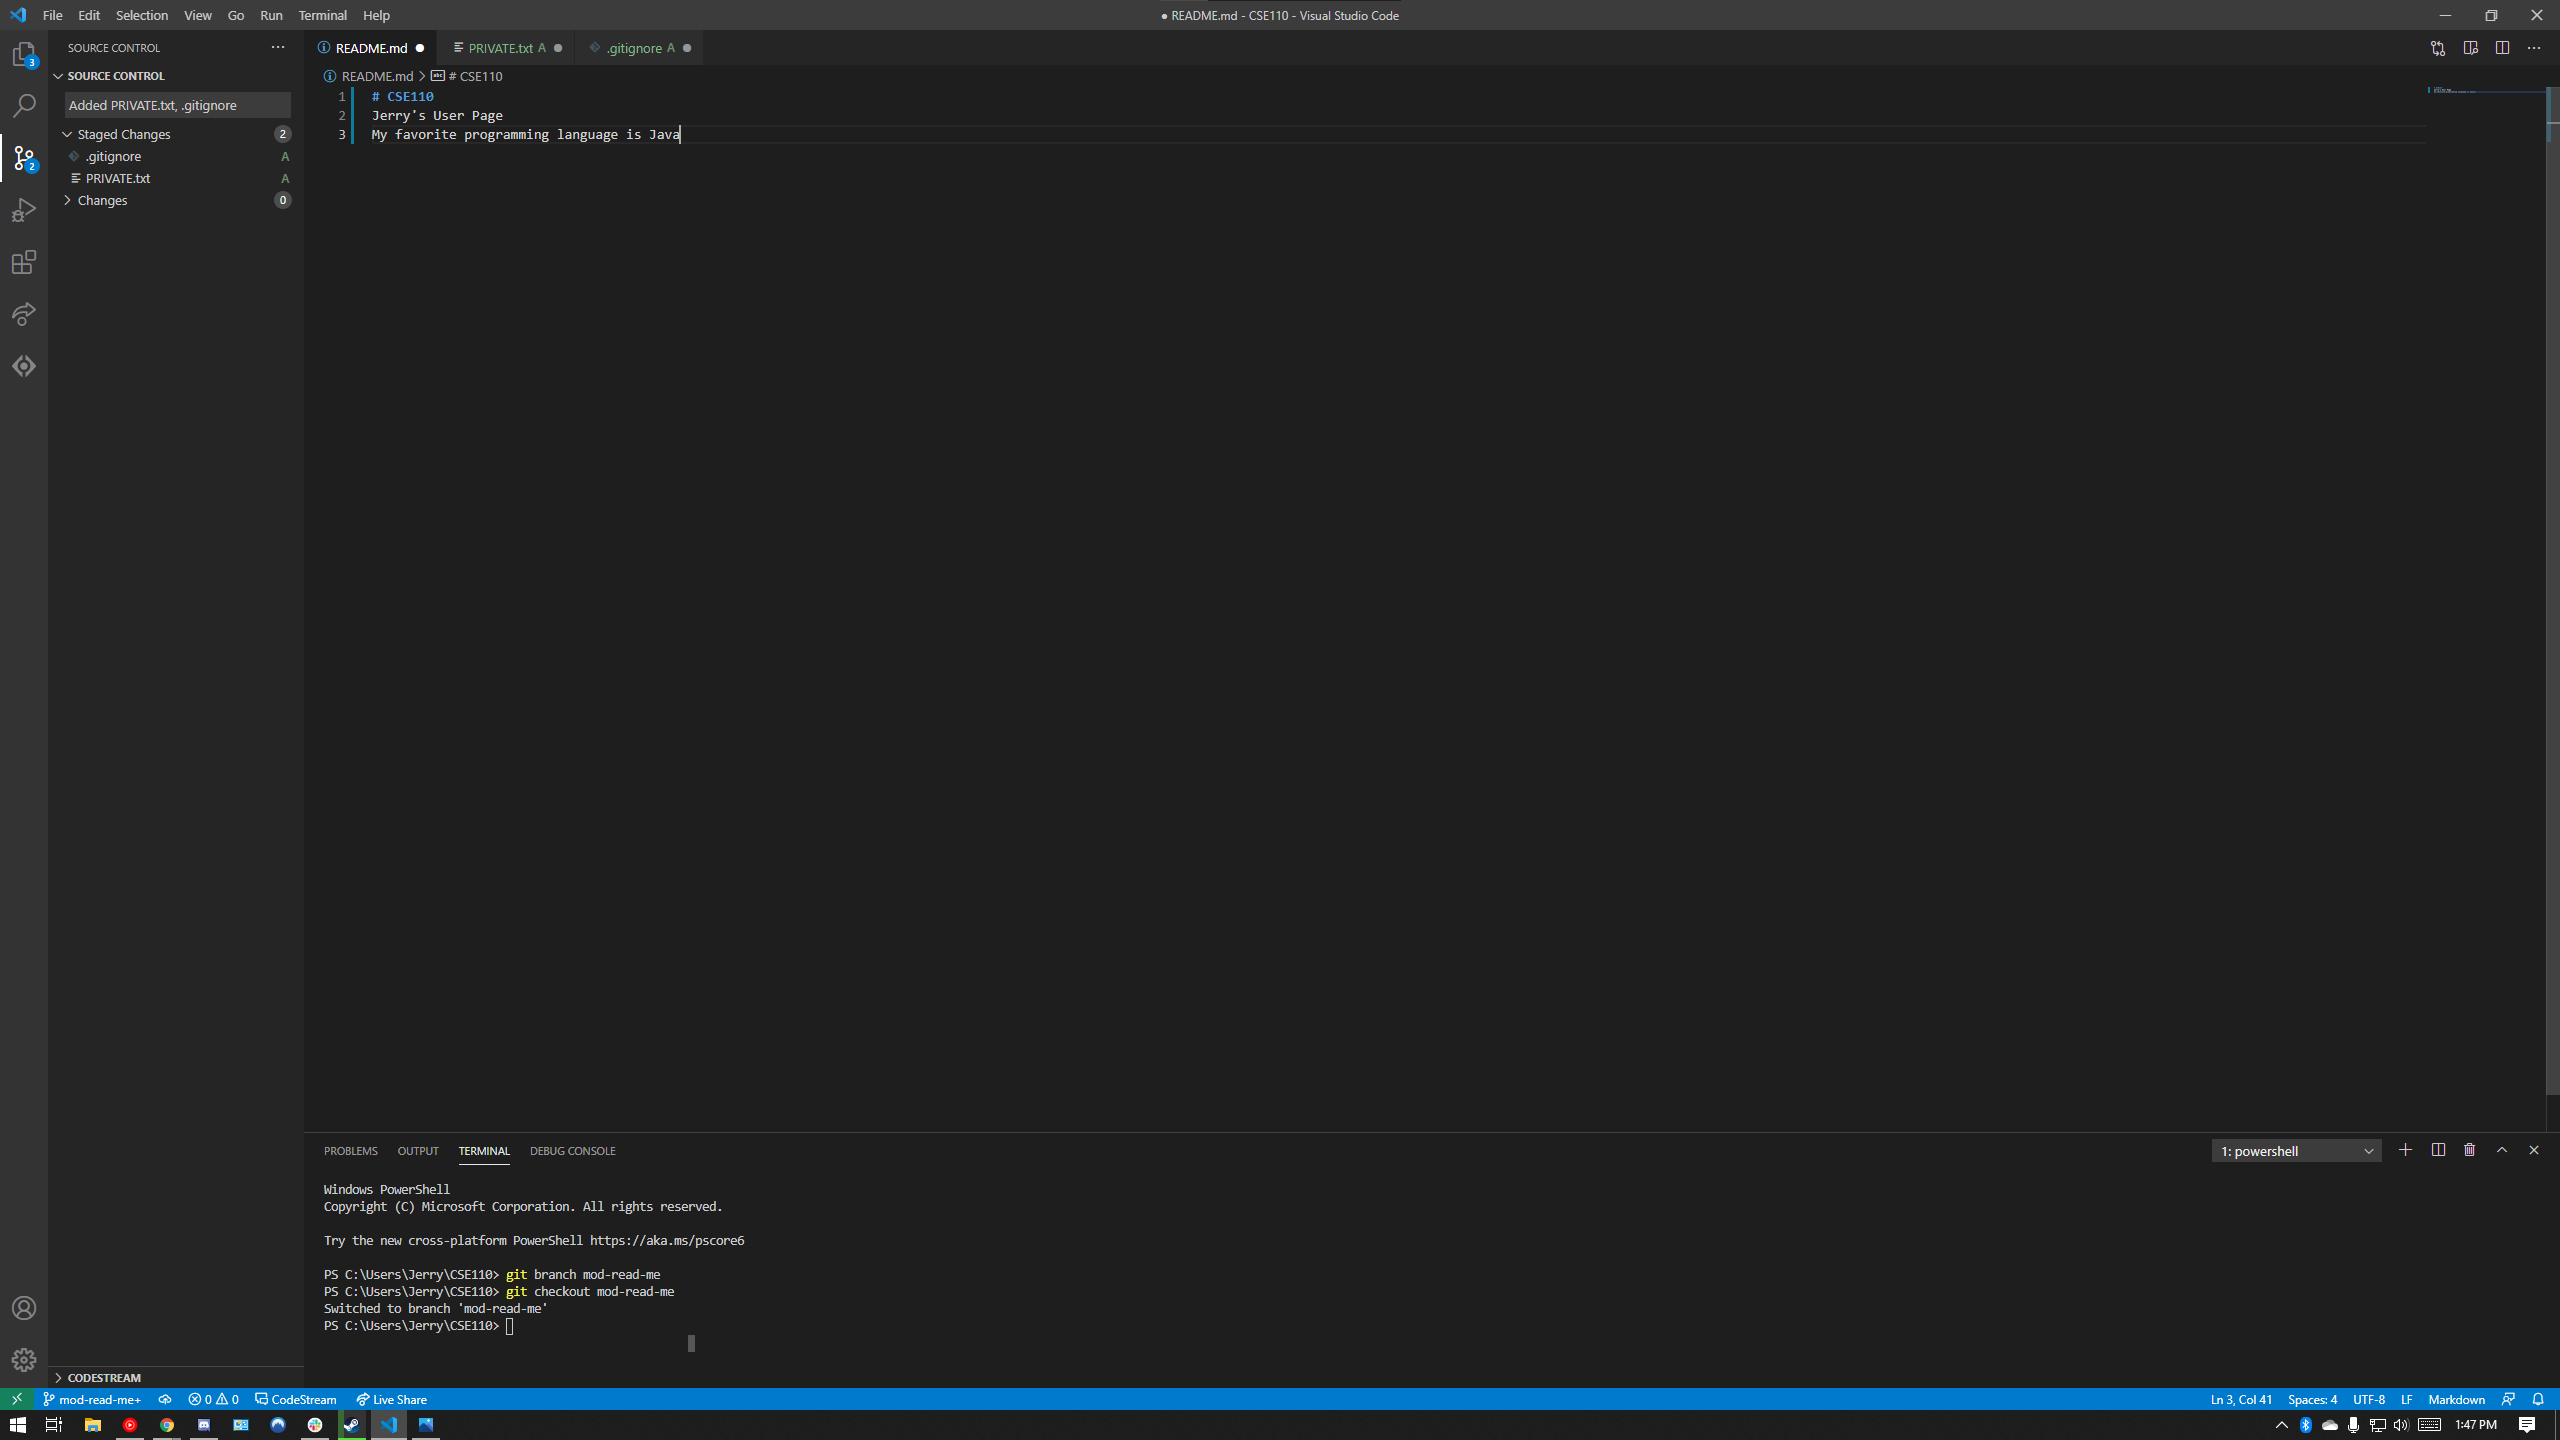 File Edit Selection View Go Run Terminal Help
● README.md - CSE110 - Visual Studio Code
SOURCE CONTROL
README.md
PRIVATE.txt A
.gitignore A
3
SOURCE CONTROL
README.md > # CSE110
Added PRIVATE.txt, .gitignore
1 # CSE110
2 Jerry's User Page
3 My favorite programming language is Java
Staged Changes 2
.gitignore A
2
PRIVATE.txt A
Changes 0
PROBLEMS OUTPUT TERMINAL DEBUG CONSOLE
1: powershell
Windows PowerShell
Copyright (C) Microsoft Corporation. All rights reserved.
Try the new cross-platform PowerShell https://aka.ms/pscore6
PS C:\Users\Jerry\CSE110> git branch mod-read-me
PS C:\Users\Jerry\CSE110> git checkout mod-read-me
Switched to branch 'mod-read-me'
PS C:\Users\Jerry\CSE110>
CODESTREAM
mod-read-me+ 0 0 CodeStream Live Share
Ln 3, Col 41 Spaces: 4 UTF-8 LF Markdown
1:47 PM